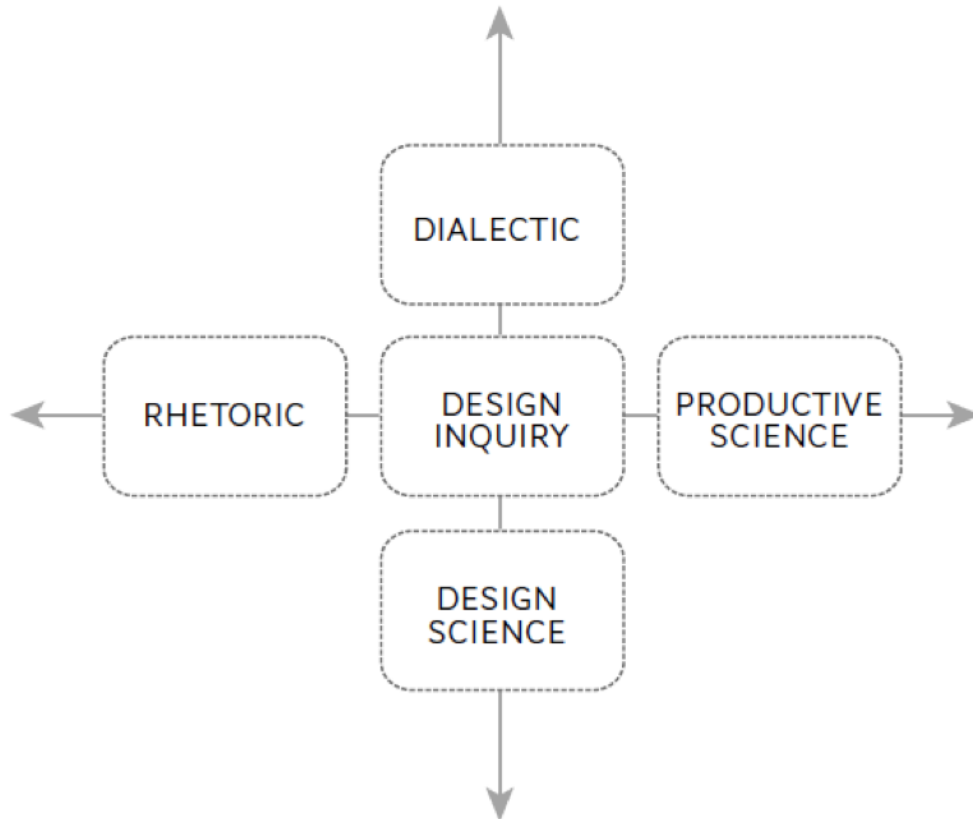 DIALECTIC
RHETORIC
DESIGN
INQUIRY
PRODUCTIVE
SCIENCE
DESIGN
SCIENCE